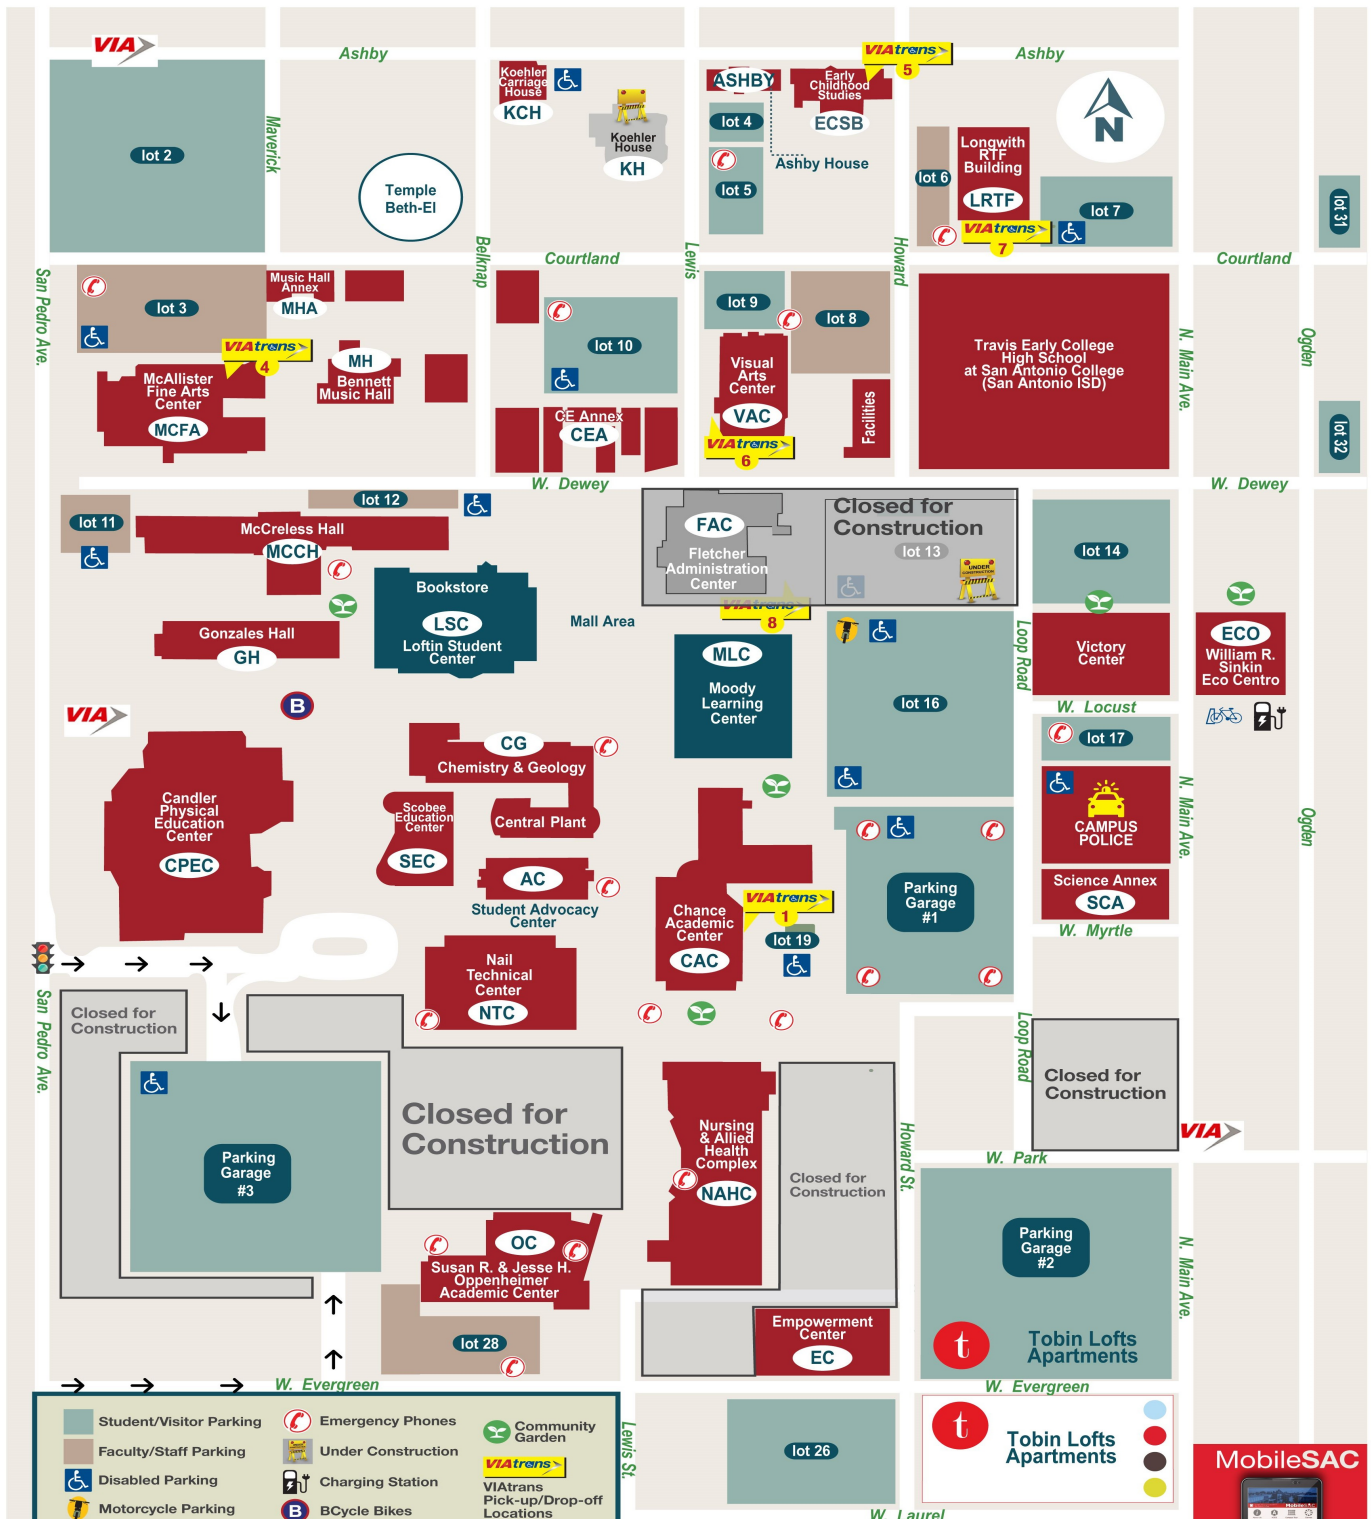 VIA
Ashby
VIAtrans
5
Ashby
Koehler
Carriage
House
KCH
Koehler
House
KH
ASHBY
Early
Childhood
Studies
ECSB
lot 4
Ashby House
lot 5
lot 2
Maverick
Temple
Beth-El
Longwith
RTF
Building
LRTF
N
lot 6
lot 7
lot 31
VIAtrans
7
Belknap
Courtland
Lewis
Howard
Courtland
San Pedro Ave.
lot 3
Music Hall
Annex
MHA
VIAtrans
4
MH
Bennett
Music Hall
McAllister
Fine Arts
Center
MCFA
lot 10
CE Annex
CEA
lot 9
lot 8
Visual
Arts
Center
VAC
VIAtrans
6
Facilities
Travis Early College
High School
at San Antonio College
(San Antonio ISD)
N. Main Ave.
Ogden
lot 32
W. Dewey
W. Dewey
lot 11
lot 12
McCreless Hall
MCCH
Bookstore
LSC
Loftin Student
Center
Mall Area
FAC
Fletcher
Administration
Center
Closed for
Construction
lot 13
UNDER
CONSTRUCTION
VIAtrans
8
lot 14
Gonzales Hall
GH
MLC
Moody
Learning
Center
lot 16
Loop Road
Victory
Center
ECO
William R.
Sinkin
Eco Centro
B
VIA
W. Locust
lot 17
CG
Chemistry & Geology
Candler
Physical
Education
Center
CPEC
Scobee
Education
Center
SEC
Central Plant
AC
Student Advocacy
Center
N. Main Ave.
Ogden
CAMPUS
POLICE
Parking
Garage
#1
Science Annex
SCA
W. Myrtle
Chance
Academic
Center
CAC
VIAtrans
1
lot 19
Nail
Technical
Center
NTC
San Pedro Ave.
Closed for
Construction
Parking
Garage
#3
Closed for
Construction
Nursing
& Allied
Health
Complex
NAHC
Closed for
Construction
Howard St.
Loop Road
Closed for
Construction
VIA
W. Park
OC
Susan R. & Jesse H.
Oppenheimer
Academic Center
lot 28
Empowerment
Center
EC
Parking
Garage
#2
t
Tobin Lofts
Apartments
N. Main Ave.
W. Evergreen
W. Evergreen
Student/Visitor Parking
Faculty/Staff Parking
Disabled Parking
Motorcycle Parking
Emergency Phones
Under Construction
Charging Station
B
BCycle Bikes
Community
Garden
VIAtrans
VIAtrans
Pick-up/Drop-off
Locations
Lewis St.
lot 26
t
Tobin Lofts
Apartments
W. Laurel
MobileSAC